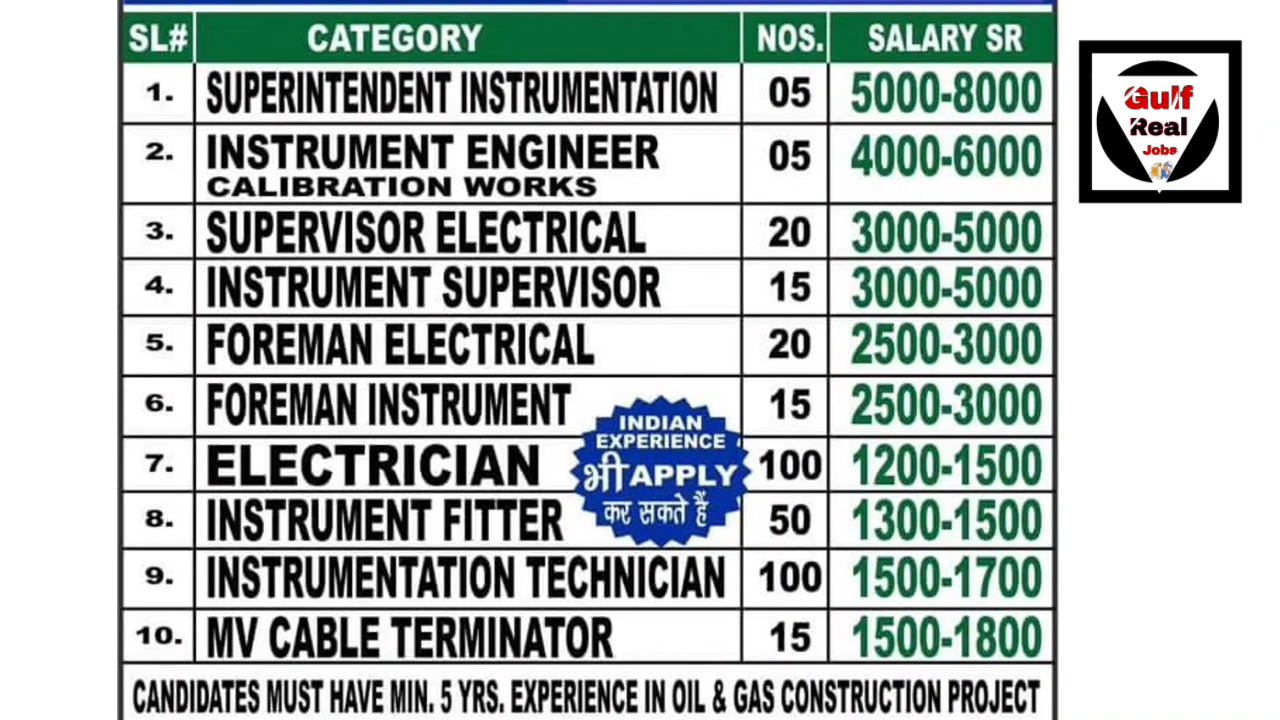 SL# CATEGORY NOS. SALARY SR
1. SUPERINTENDENT INSTRUMENTATION 05 5000-8000
2. INSTRUMENT ENGINEER 05 4000-6000
CALIBRATION WORKS
3. SUPERVISOR ELECTRICAL 20 3000-5000
4. INSTRUMENT SUPERVISOR 15 3000-5000
5. FOREMAN ELECTRICAL 20 2500-3000
6. FOREMAN INSTRUMENT 15 2500-3000
7. ELECTRICIAN 100 1200-1500
8. INSTRUMENT FITTER 50 1300-1500
9. INSTRUMENTATION TECHNICIAN 100 1500-1700
10. MV CABLE TERMINATOR 15 1500-1800
INDIAN
EXPERIENCE
भी APPLY
कर सकते हैं
CANDIDATES MUST HAVE MIN. 5 YRS. EXPERIENCE IN OIL & GAS CONSTRUCTION PROJECT
Gulf
Real
Jobs